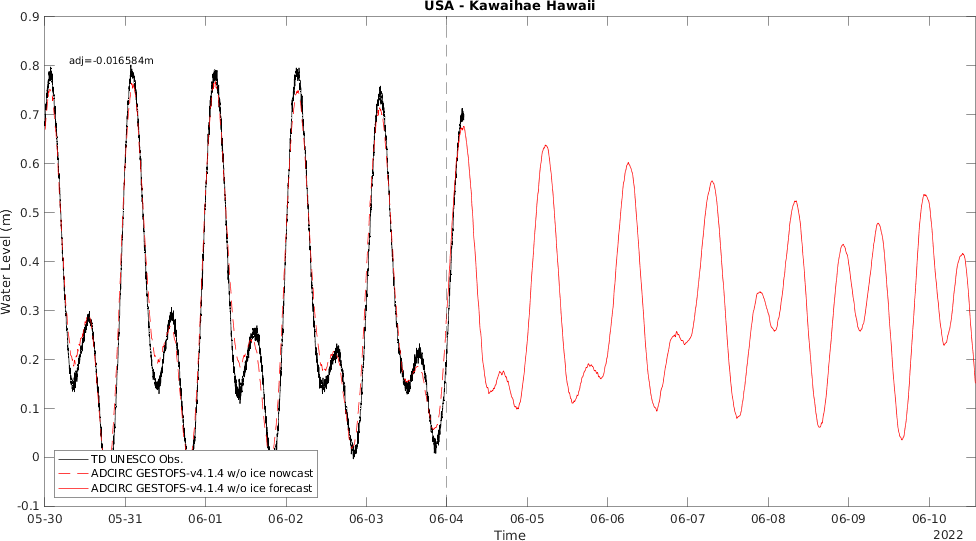 USA - Kawaihae Hawaii
adj=-0.016584m
0.9
0.8
0.7
0.6
0.5
0.4
0.3
0.2
0.1
0
-0.1
Water Level (m)
TD UNESCO Obs.
ADCIRC GESTOFS-v4.1.4 w/o ice nowcast
ADCIRC GESTOFS-v4.1.4 w/o ice forecast
05-30 05-31 06-01 06-02 06-03 06-04 06-05 06-06 06-07 06-08 06-09 06-10
Time
2022